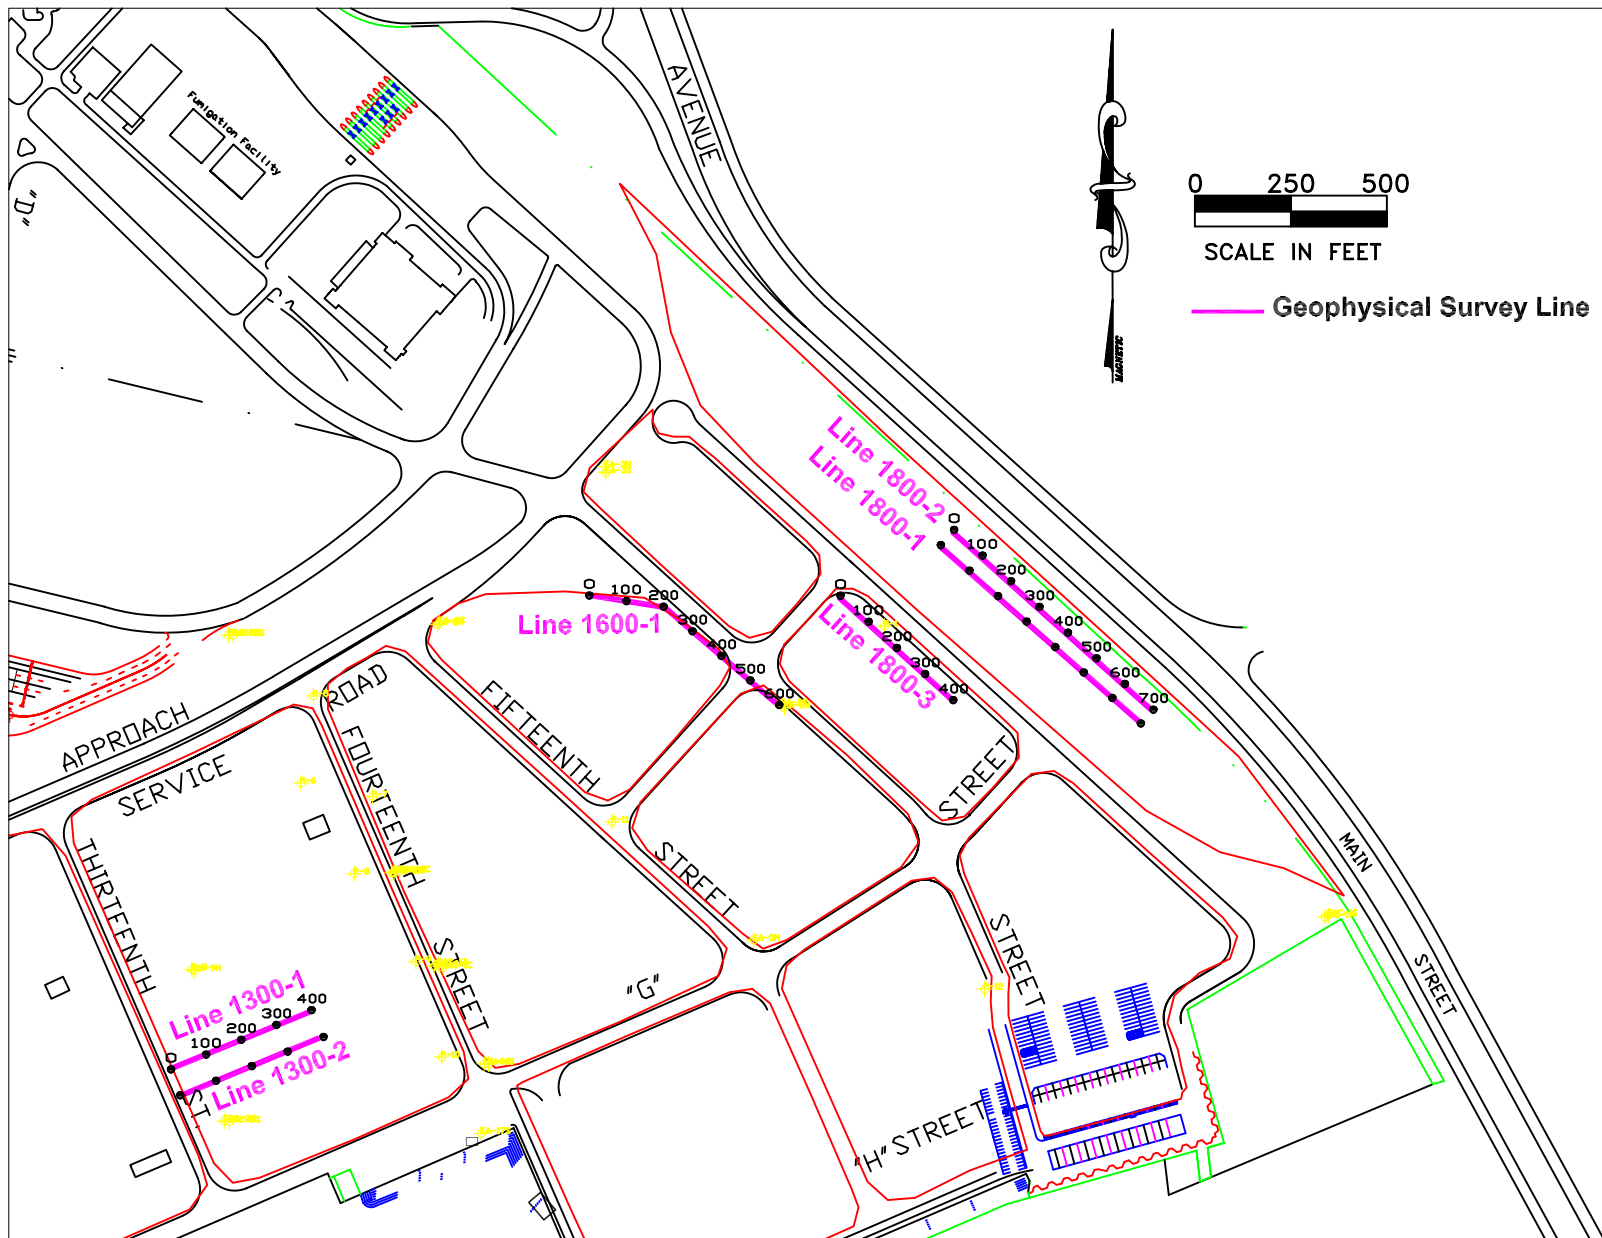 AVENUE
Fumigation Facility
"D"
0 250 500
SCALE IN FEET
Geophysical Survey Line
MAGNETIC
Line 1800-2
Line 1800-1
0
100
200
300
400
500
600
700
0
100
200
300
400
500
600
Line 1600-1
0
100
200
300
400
Line 1800-3
APPROACH
ROAD
SERVICE
FOURTEENTH
STREET
FIFTEENTH
STREET
STREET
THIRTEENTH
ST.
STREET
MAIN
STREET
"G"
"H" STREET
Line 1300-1
0
100
200
300
400
Line 1300-2